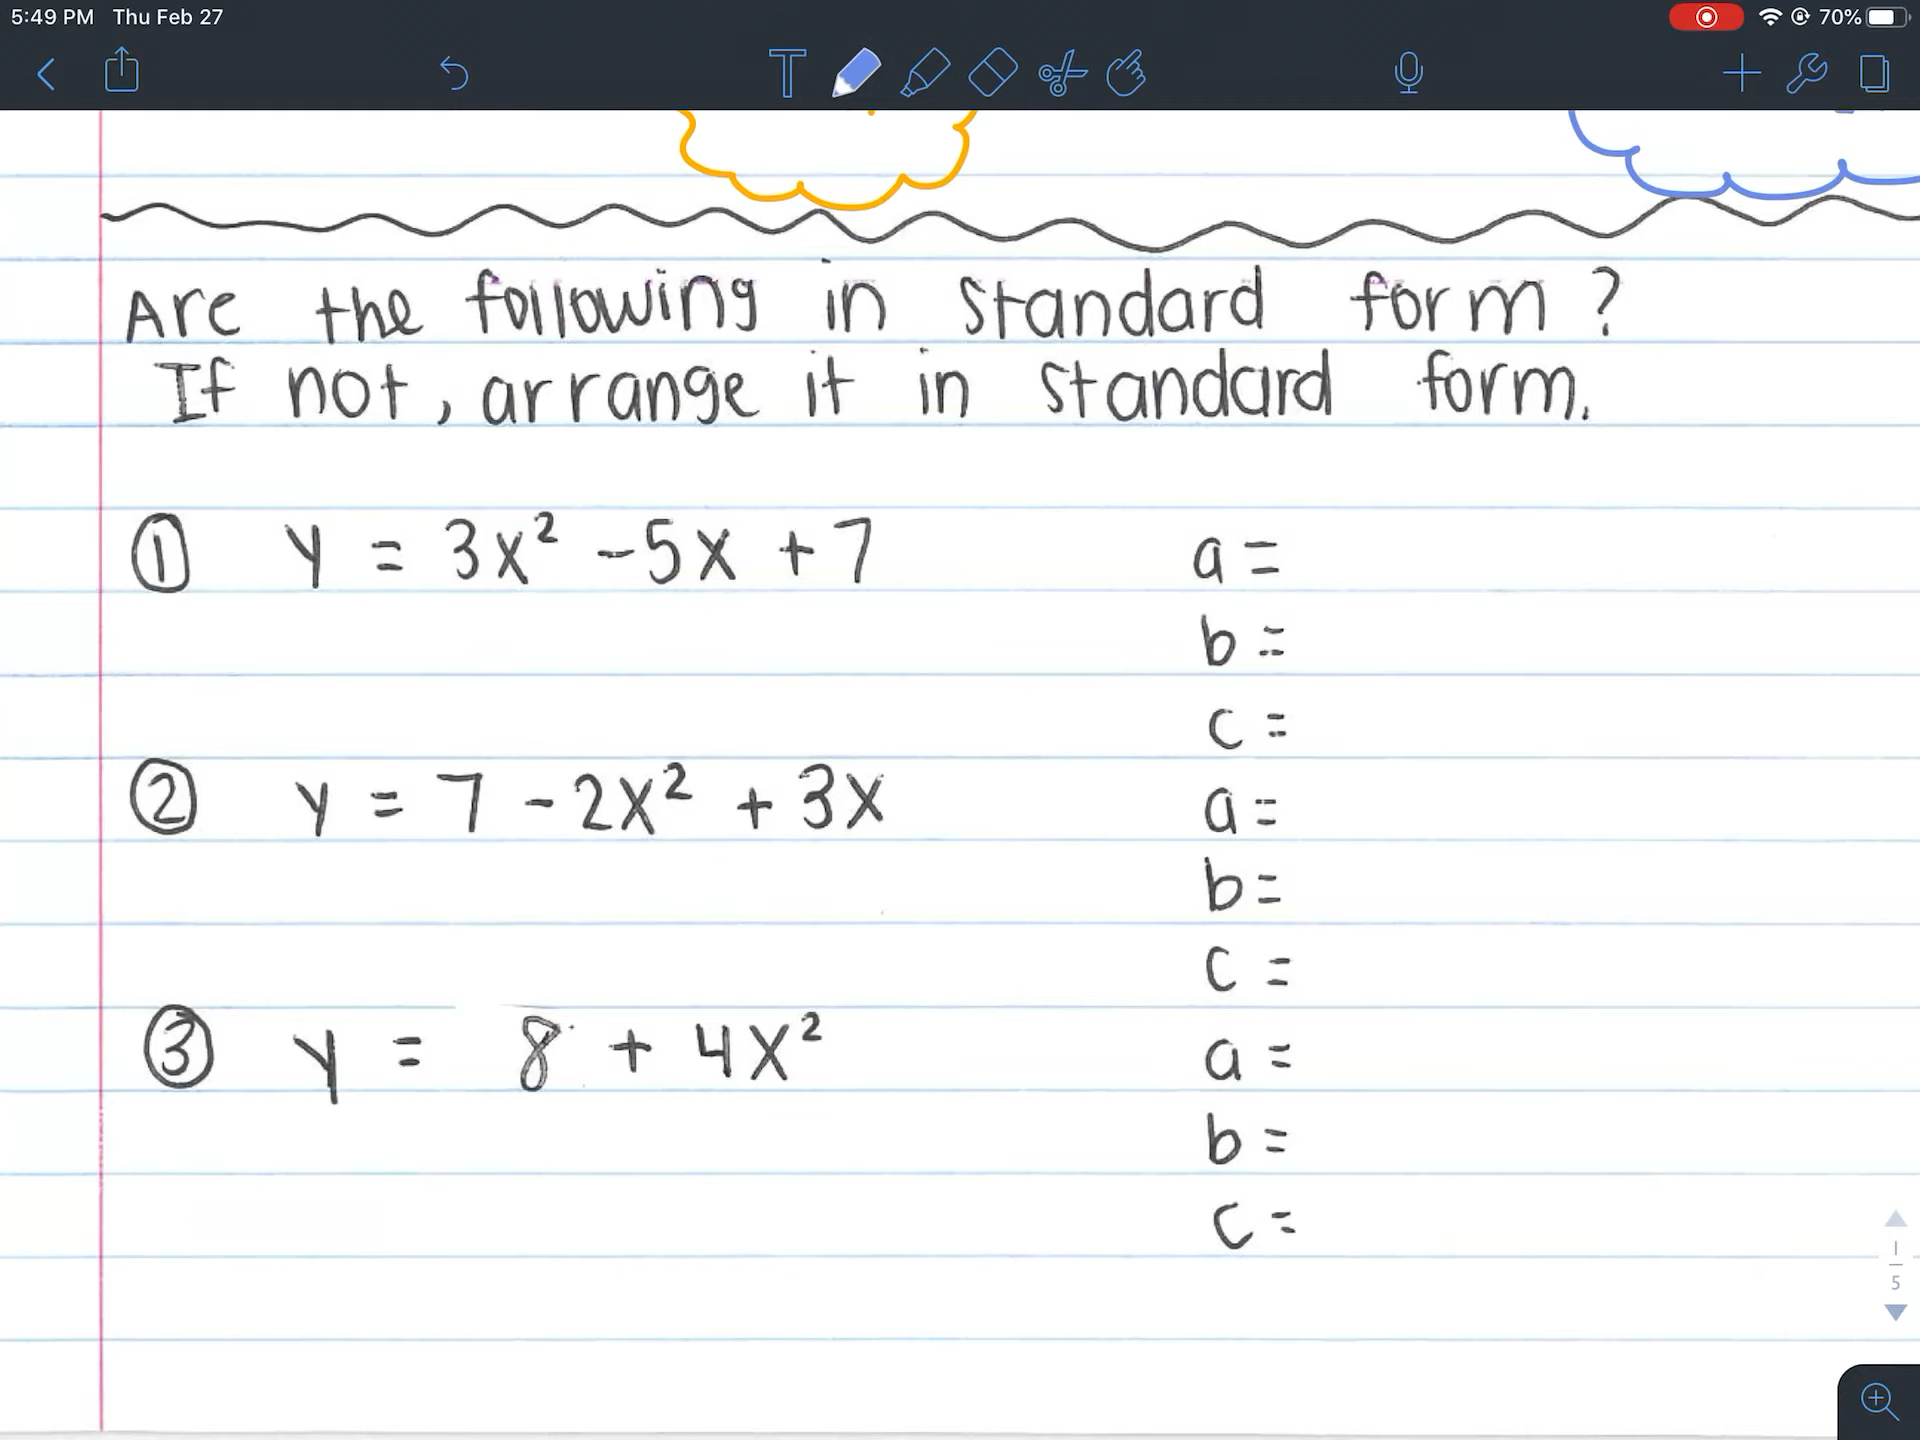 5:49 PM Thu Feb 27
70%
Are the following in standard form?
If not, arrange it in standard form.
① y = 3x² - 5x + 7
a =
b =
c =
② y = 7 - 2x² + 3x
a =
b =
c =
③ y = 8 + 4x²
a =
b =
c =
1
5